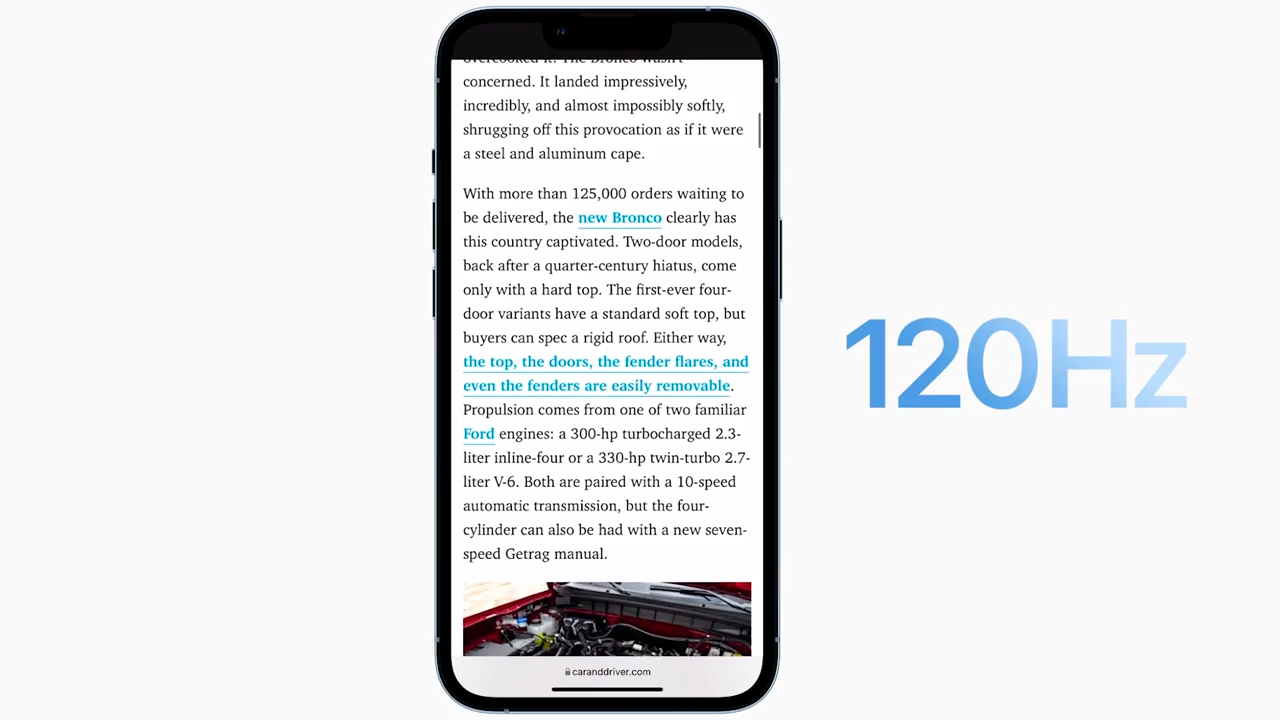 overcooked it. The Bronco wasn't
concerned. It landed impressively,
incredibly, and almost impossibly softly,
shrugging off this provocation as if it were
a steel and aluminum cape.
With more than 125,000 orders waiting to
be delivered, the new Bronco clearly has
this country captivated. Two-door models,
back after a quarter-century hiatus, come
only with a hard top. The first-ever four-
door variants have a standard soft top, but
buyers can spec a rigid roof. Either way,
the top, the doors, the fender flares, and
even the fenders are easily removable.
Propulsion comes from one of two familiar
Ford engines: a 300-hp turbocharged 2.3-
liter inline-four or a 330-hp twin-turbo 2.7-
liter V-6. Both are paired with a 10-speed
automatic transmission, but the four-
cylinder can also be had with a new seven-
speed Getrag manual.
caranddriver.com
120Hz